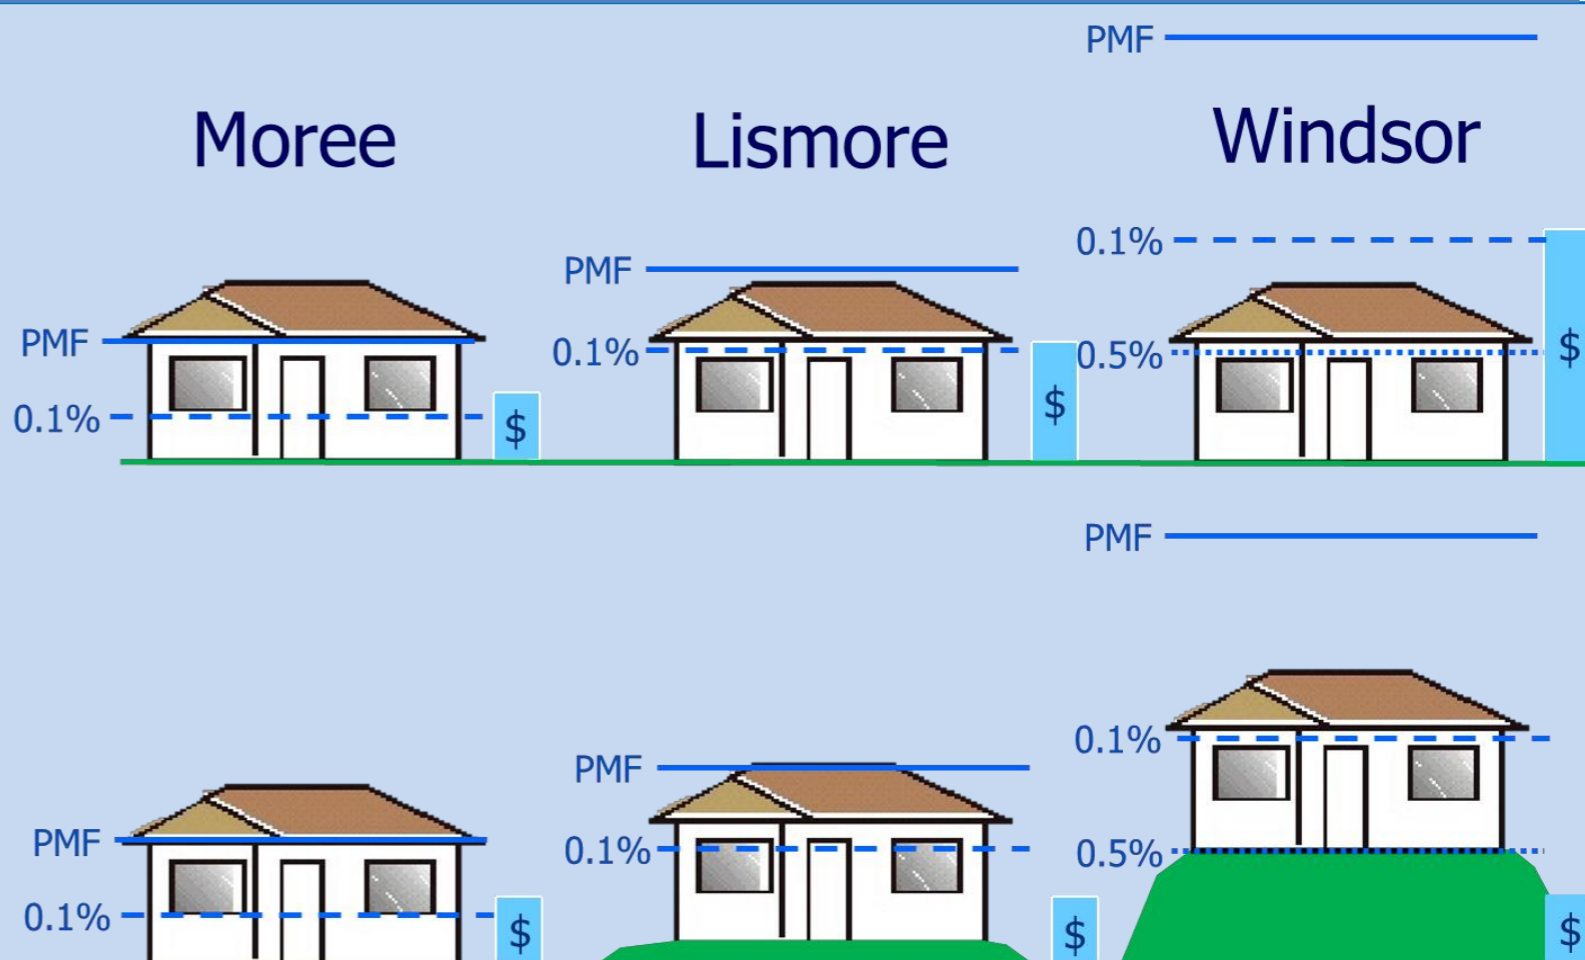 PMF
Moree
Lismore
Windsor
0.1%
PMF
PMF
0.1%
0.5%
$
0.1%
$
$
PMF
0.1%
PMF
PMF
0.1%
0.5%
0.1%
$
$
$